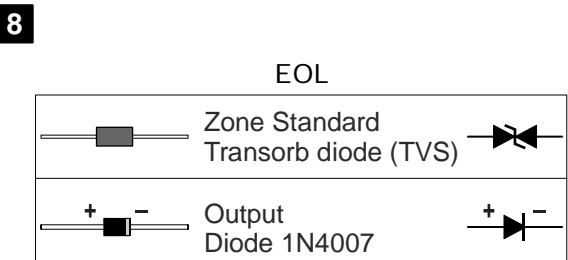 8
EOL
Zone Standard
Transorb diode (TVS)
+ − Output + −
Diode 1N4007